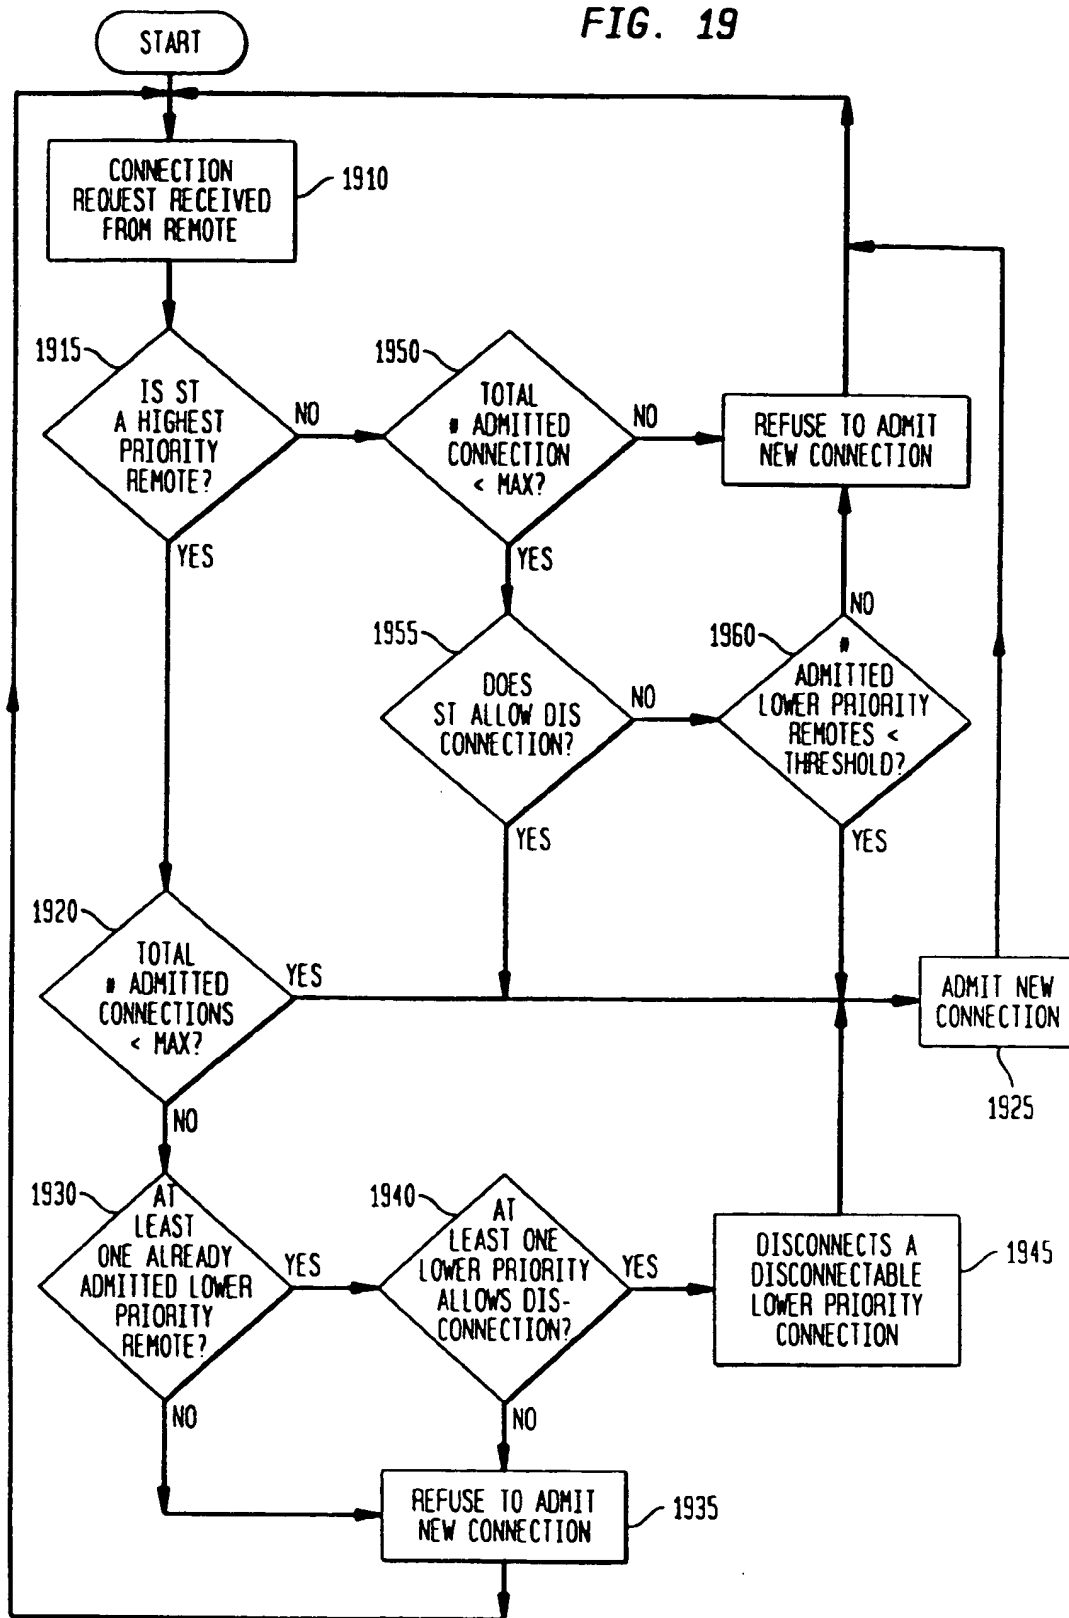 FIG. 19
START
CONNECTION
REQUEST RECEIVED
FROM REMOTE
1910
1915
IS ST
A HIGHEST
PRIORITY
REMOTE?
NO
YES
1950
TOTAL
# ADMITTED
CONNECTION
< MAX?
NO
YES
REFUSE TO ADMIT
NEW CONNECTION
1955
DOES
ST ALLOW DIS
CONNECTION?
NO
YES
1960
#
ADMITTED
LOWER PRIORITY
REMOTES <
THRESHOLD?
NO
YES
1920
TOTAL
# ADMITTED
CONNECTIONS
< MAX?
YES
NO
ADMIT NEW
CONNECTION
1925
1930
AT
LEAST
ONE ALREADY
ADMITTED LOWER
PRIORITY
REMOTE?
YES
NO
1940
AT
LEAST ONE
LOWER PRIORITY
ALLOWS DIS-
CONNECTION?
YES
NO
DISCONNECTS A
DISCONNECTABLE
LOWER PRIORITY
CONNECTION
1945
REFUSE TO ADMIT
NEW CONNECTION
1935